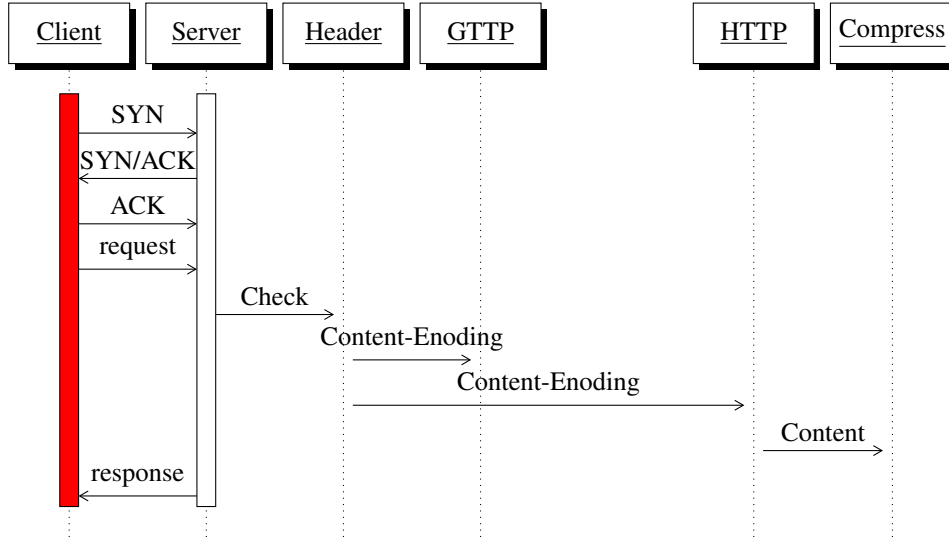 Client Server Header GTTP HTTP Compress
SYN
SYN/ACK
ACK
request
Check
Content-Enoding
Content-Enoding
Content
response